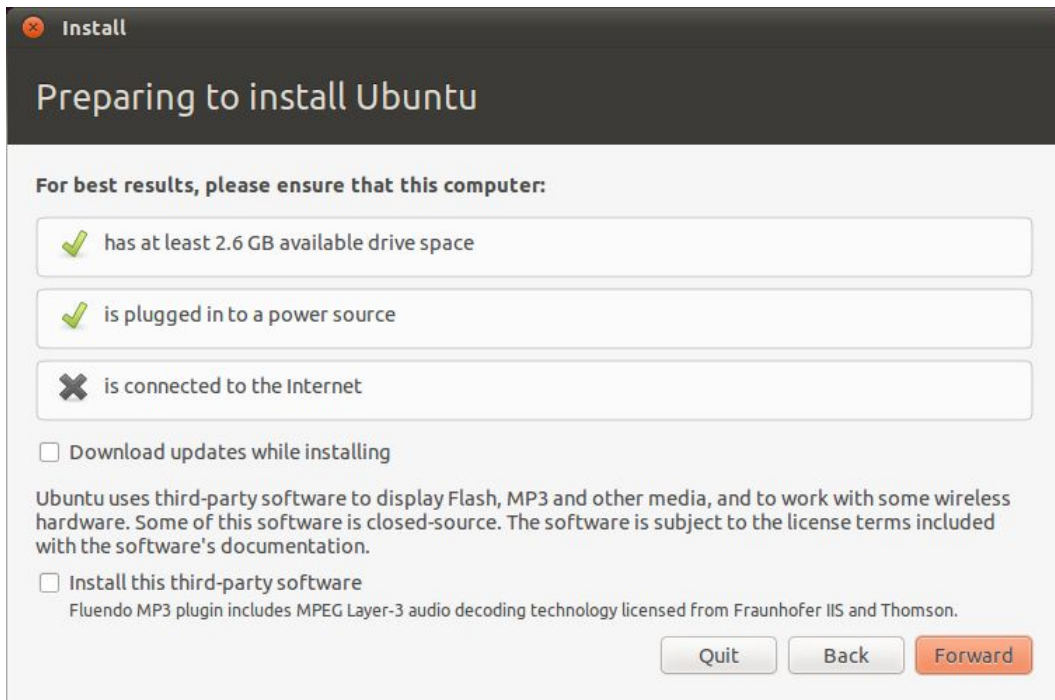 Install
Preparing to install Ubuntu
For best results, please ensure that this computer:
has at least 2.6 GB available drive space
is plugged in to a power source
is connected to the Internet
Download updates while installing
Ubuntu uses third-party software to display Flash, MP3 and other media, and to work with some wireless
hardware. Some of this software is closed-source. The software is subject to the license terms included
with the software's documentation.
Install this third-party software
Fluendo MP3 plugin includes MPEG Layer-3 audio decoding technology licensed from Fraunhofer IIS and Thomson.
Quit Back Forward